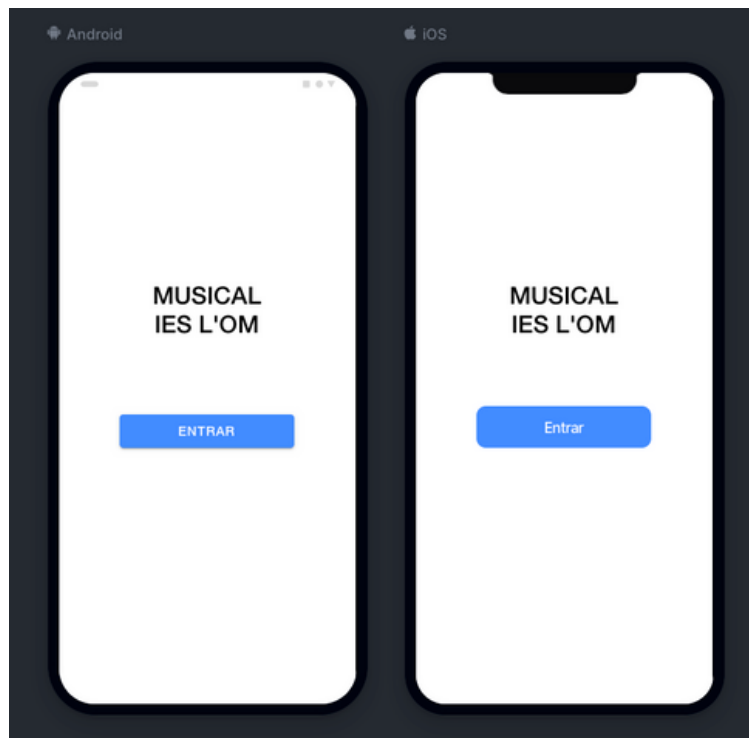 Android
MUSICAL
IES L'OM
ENTRAR
iOS
MUSICAL
IES L'OM
Entrar